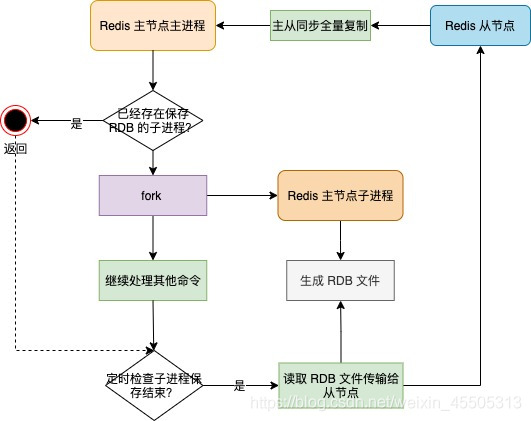 Redis 主节点主进程
主从同步全量复制
Redis 从节点
已经存在保存
RDB 的子进程?
是
返回
fork
Redis 主节点子进程
继续处理其他命令
生成 RDB 文件
定时检查子进程保
存结束?
是
读取 RDB 文件传输给
从节点
https://blog.csdn.net/weixin_45505313